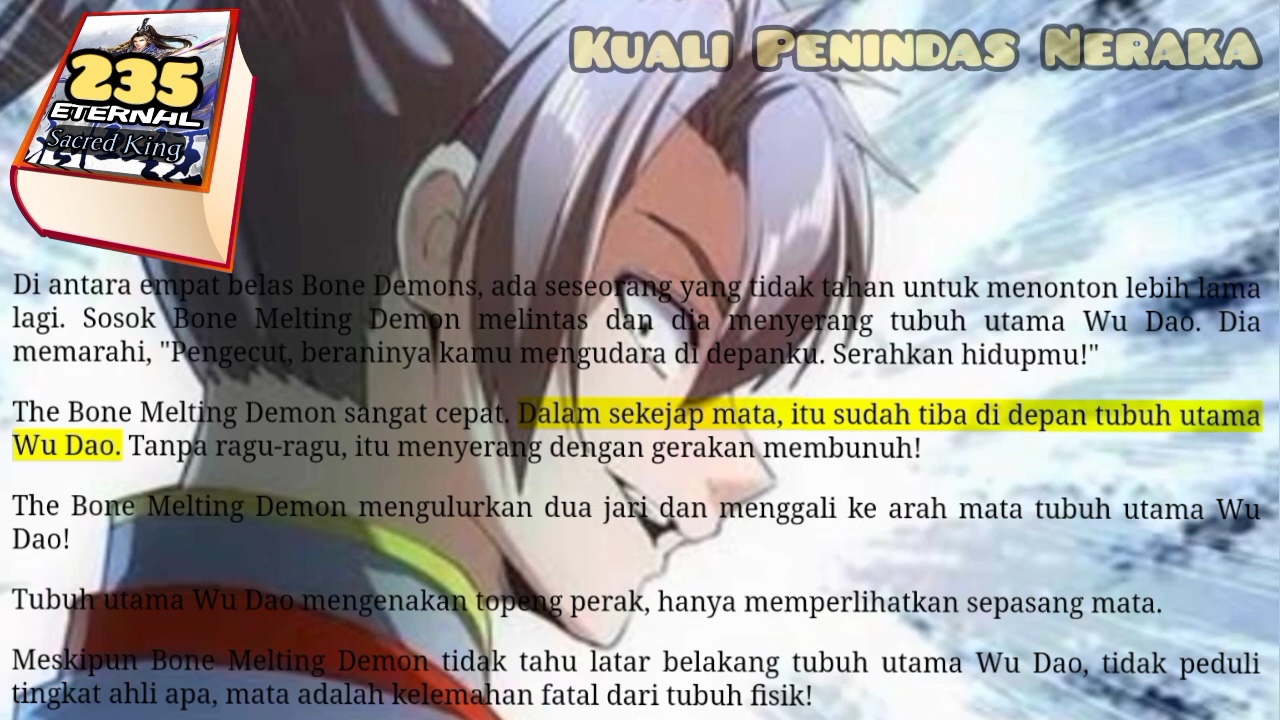 235
ETERNAL
Sacred King
KUALI PENINDAS NERAKA
Di antara empat belas Bone Demons, ada seseorang yang tidak tahan untuk menonton lebih lama
lagi. Sosok Bone Melting Demon melintas dan dia menyerang tubuh utama Wu Dao. Dia
memarahi, "Pengecut, beraninya kamu mengudara di depanku. Serahkan hidupmu!"
The Bone Melting Demon sangat cepat. Dalam sekejap mata, itu sudah tiba di depan tubuh utama
Wu Dao. Tanpa ragu-ragu, itu menyerang dengan gerakan membunuh!
The Bone Melting Demon mengulurkan dua jari dan menggali ke arah mata tubuh utama Wu
Dao!
Tubuh utama Wu Dao mengenakan topeng perak, hanya memperlihatkan sepasang mata.
Meskipun Bone Melting Demon tidak tahu latar belakang tubuh utama Wu Dao, tidak peduli
tingkat ahli apa, mata adalah kelemahan fatal dari tubuh fisik!